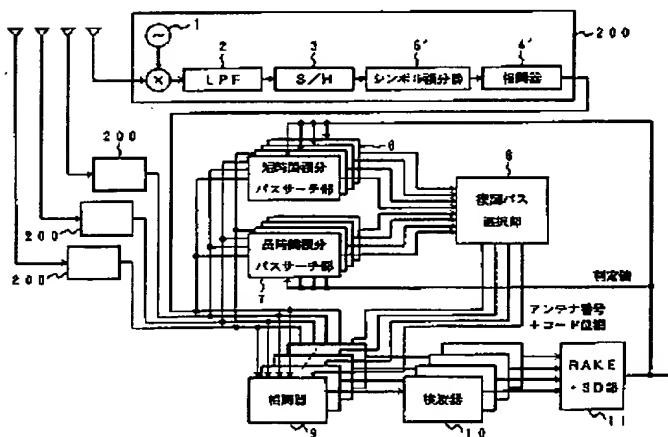 1
2
3
5'
4'
200
LPF
S/H
シンボル積分器
相関器
200
200
200
8
短時間積分
パスサーチ部
長時間積分
パスサーチ部
7
6
復調パス
選択部
判定値
アンテナ番号
+コード位相
相関器
9
検波器
10
RAKE
・SD器
11